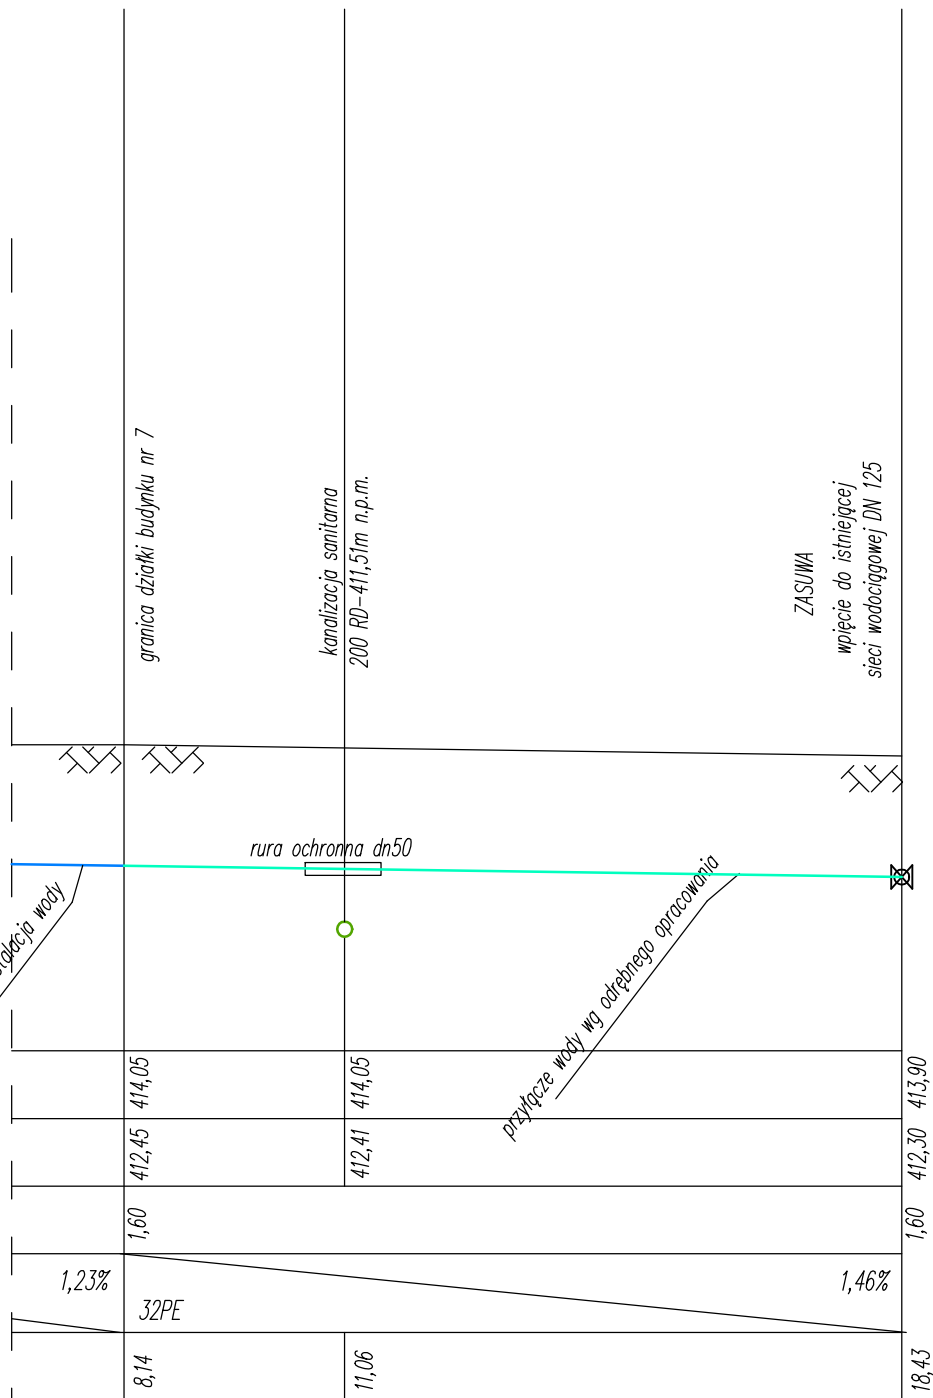 granica działki budynku nr 7
kanalizacja sanitarna
200 RD-411,51m n.p.m.
ZASUWA
wpięcie do istniejącej
sieci wodociągowej DN 125
rura ochronna dn50
wody
przyłącze wody wg odrębnego opracowania
414,05
414,05
413,90
412,45
412,41
412,30
1,60
1,60
1,23%
1,46%
32PE
8,14
11,06
18,43